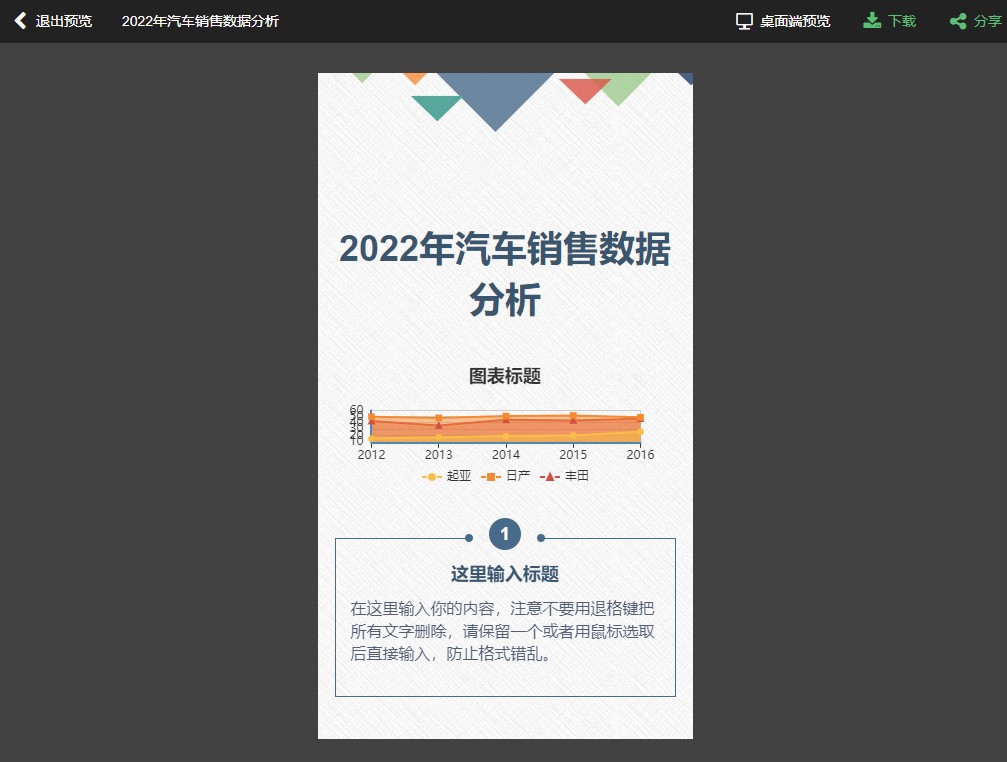 退出预览 2022年汽车销售数据分析 桌面端预览 下载 分享
2022年汽车销售数据
分析
图表标题
60
50
40
30
20
10
2012 2013 2014 2015 2016
起亚 日产 丰田
1
这里输入标题
在这里输入你的内容，注意不要用退格键把
所有文字删除，请保留一个或者用鼠标选取
后直接输入，防止格式错乱。